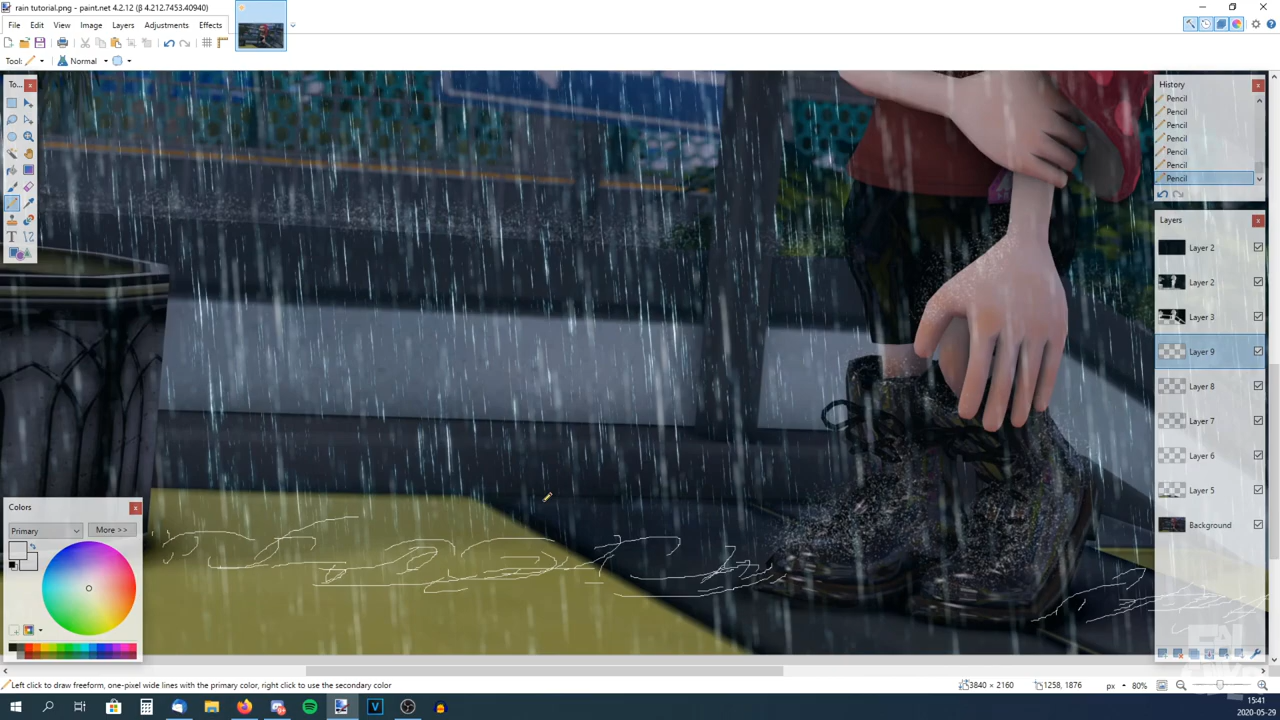 rain tutorial.png - paint.net 4.2.12 (β 4.212.7453.40940)
File Edit View Image Layers Adjustments Effects
Tool: Normal
To...
History
Pencil
Pencil
Pencil
Pencil
Pencil
Pencil
Pencil
Layers
Layer 2
Layer 2
Layer 3
Layer 9
Layer 8
Layer 7
Layer 6
Layer 5
Background
Colors
Primary More >>
Left click to draw freeform, one-pixel wide lines with the primary color, right click to use the secondary color
3840 × 2160 1258, 1876 px 80%
15:41
2020-05-29